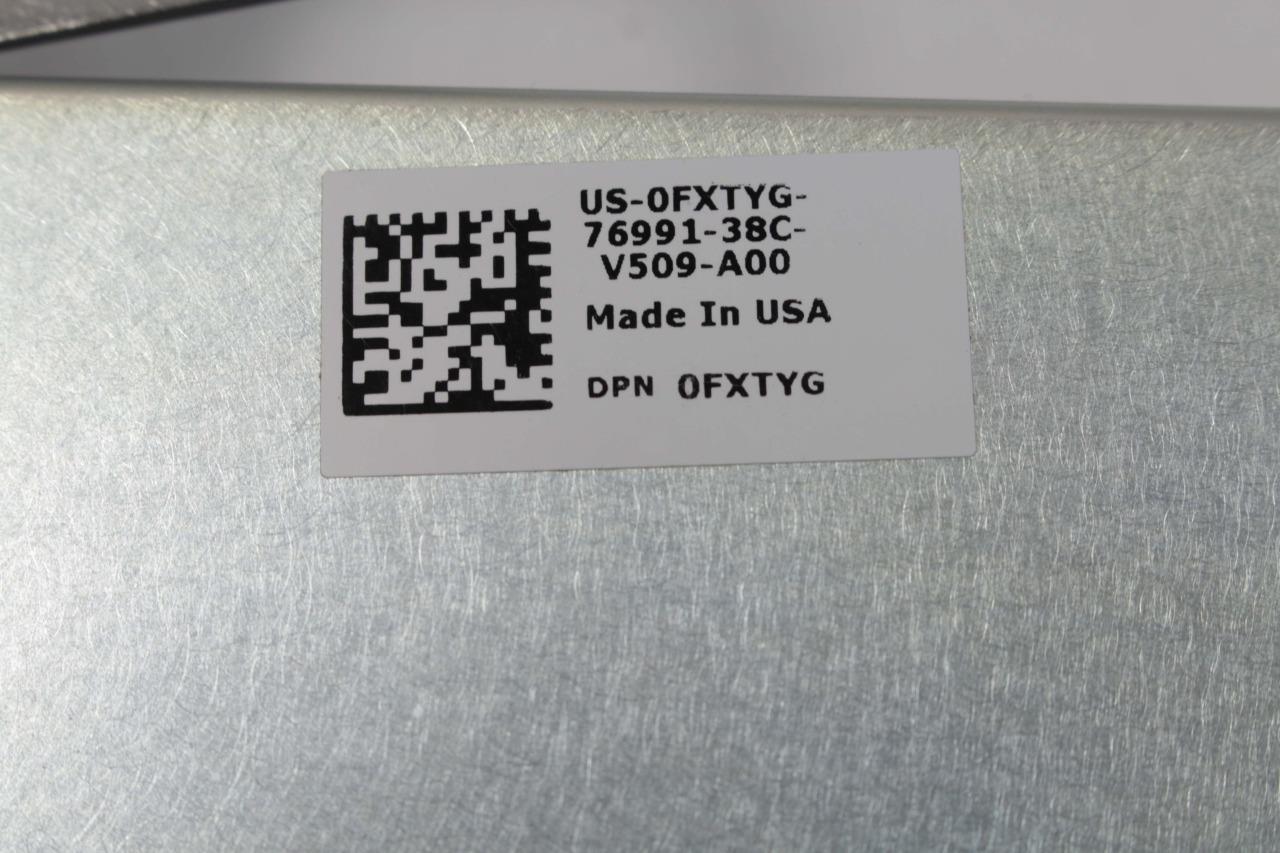 US-0FXTYG-
76991-38C-
V509-A00
Made In USA
DPN 0FXTYG